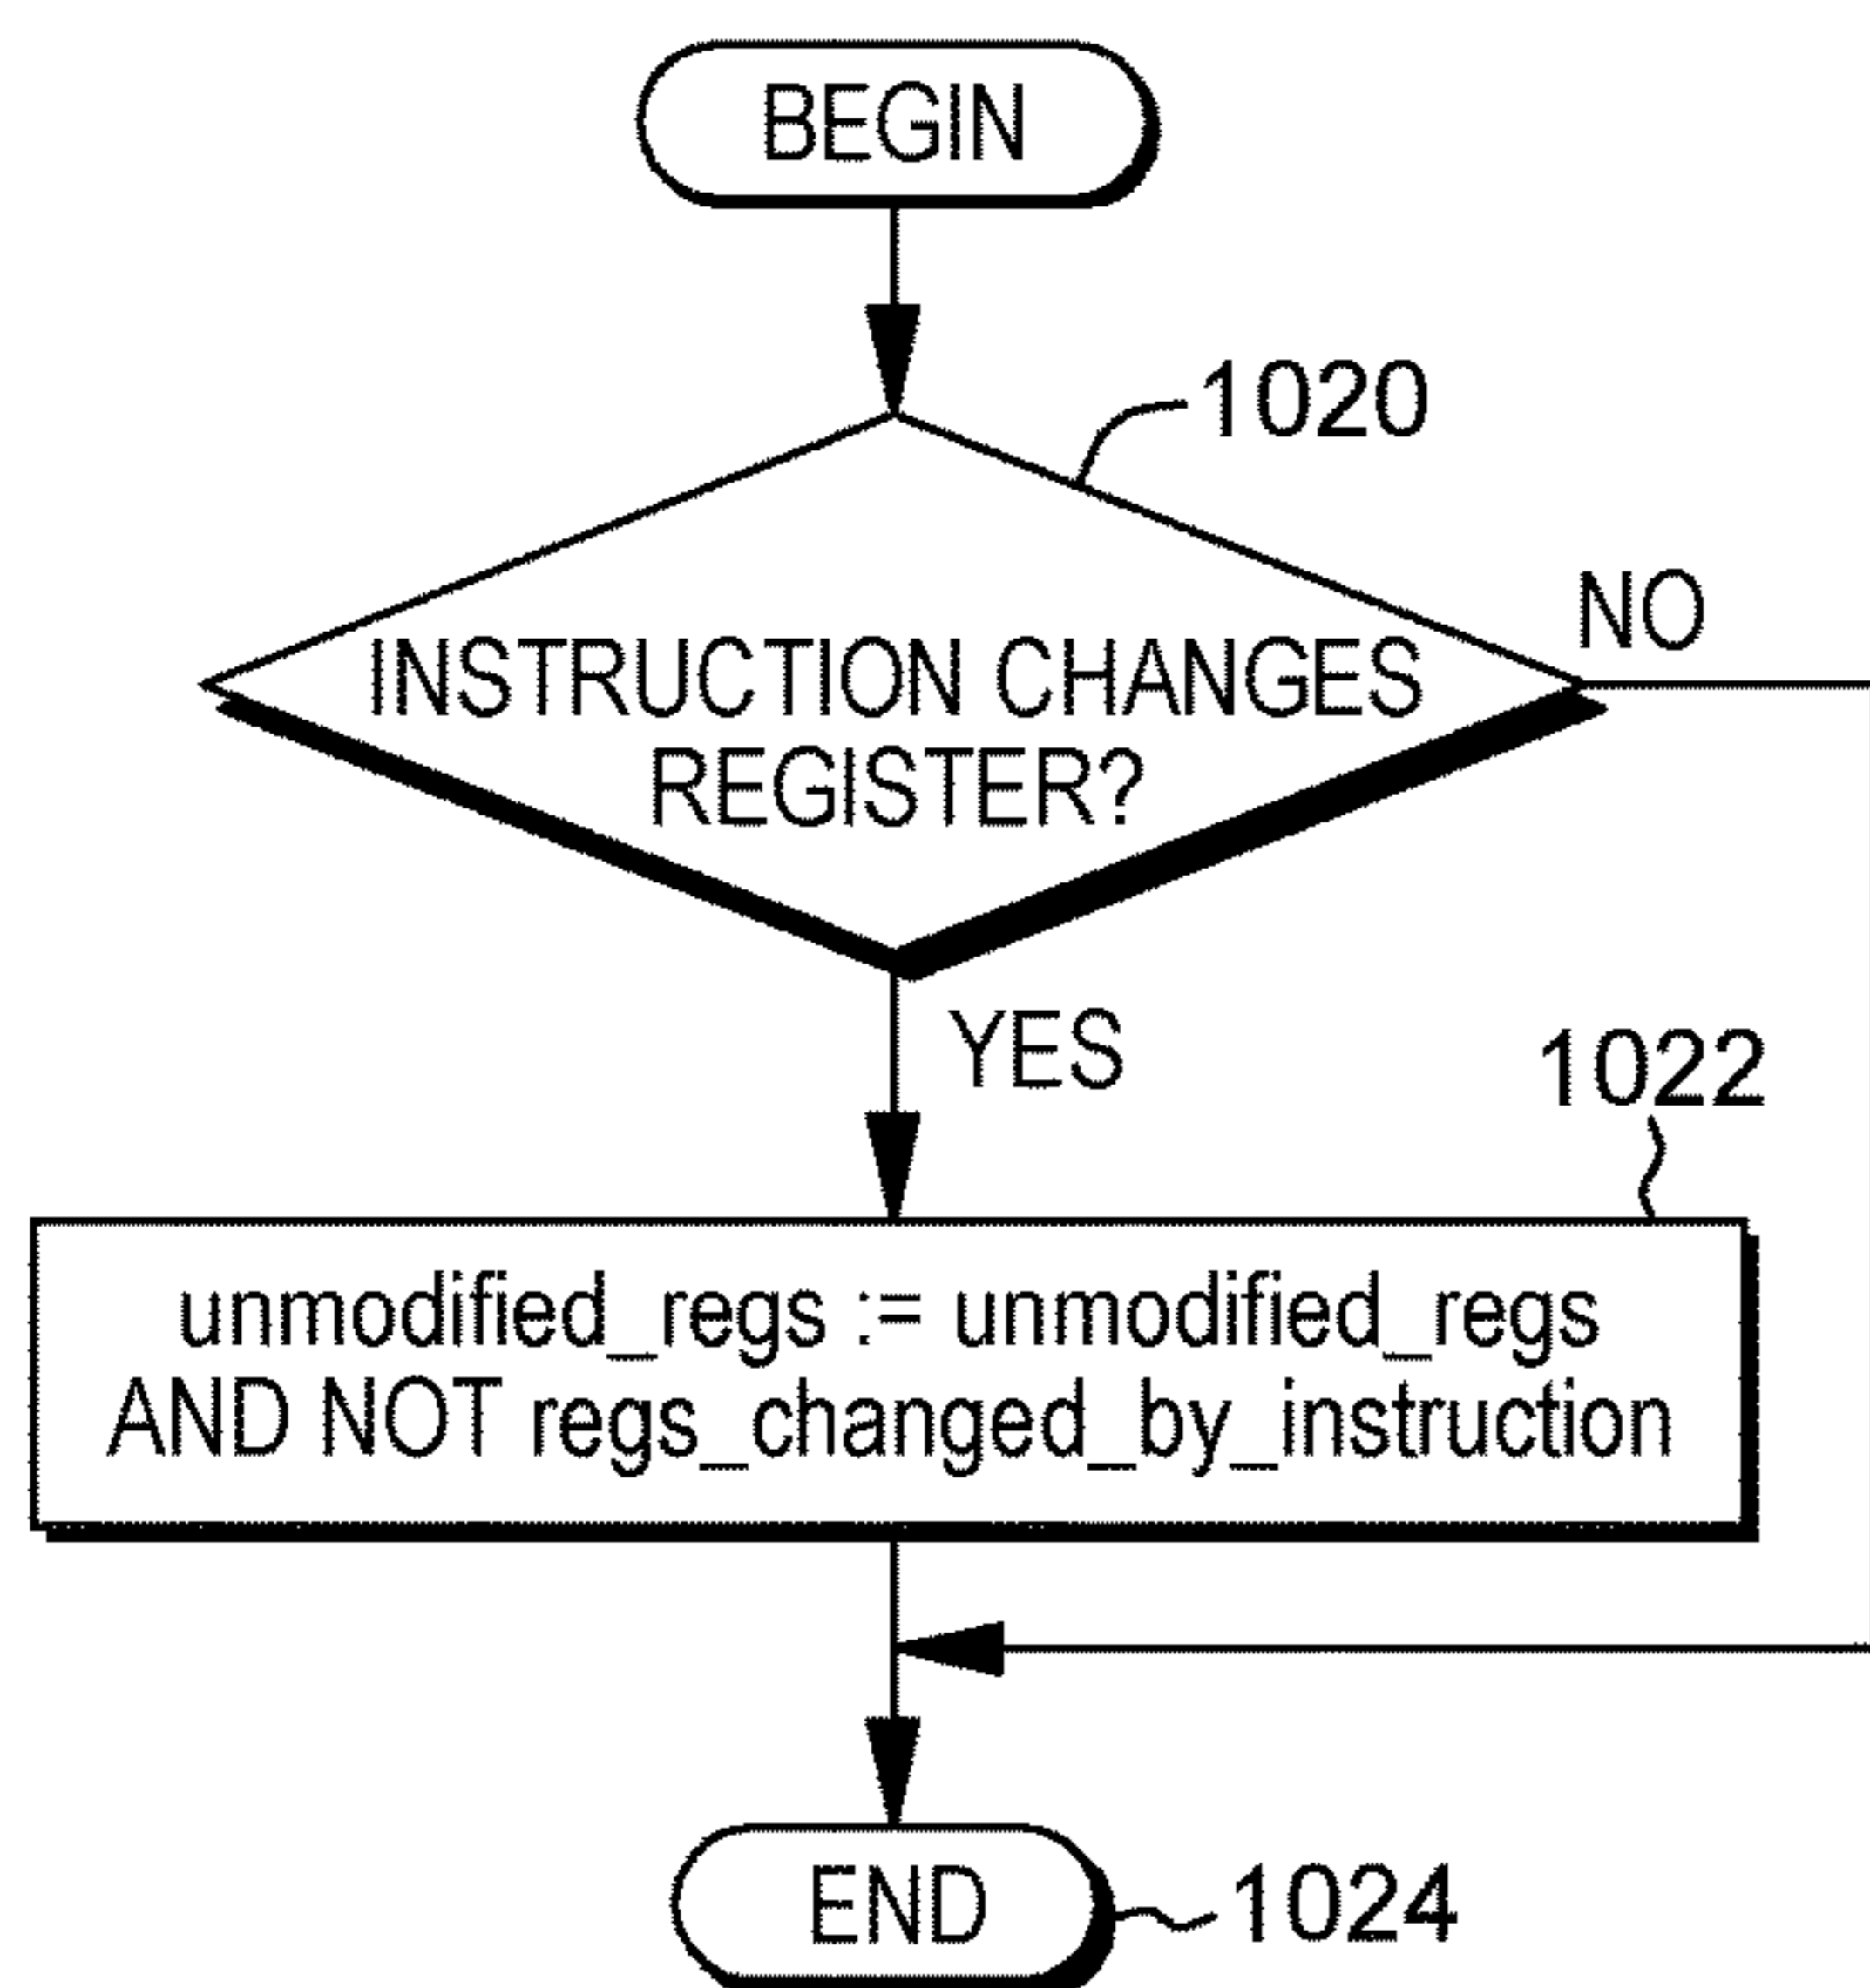 BEGIN
1020
INSTRUCTION CHANGES
REGISTER?
NO
YES
1022
unmodified_regs := unmodified_regs
AND NOT regs_changed_by_instruction
END
1024